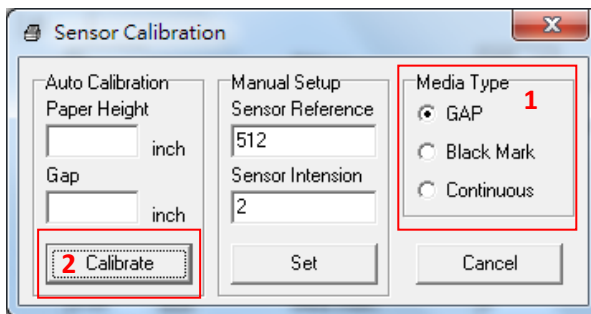 Sensor Calibration
Auto Calibration
Paper Height
inch
Gap
inch
2 Calibrate
Manual Setup
Sensor Reference
512
Sensor Intension
2
Set
Media Type
1
GAP
Black Mark
Continuous
Cancel